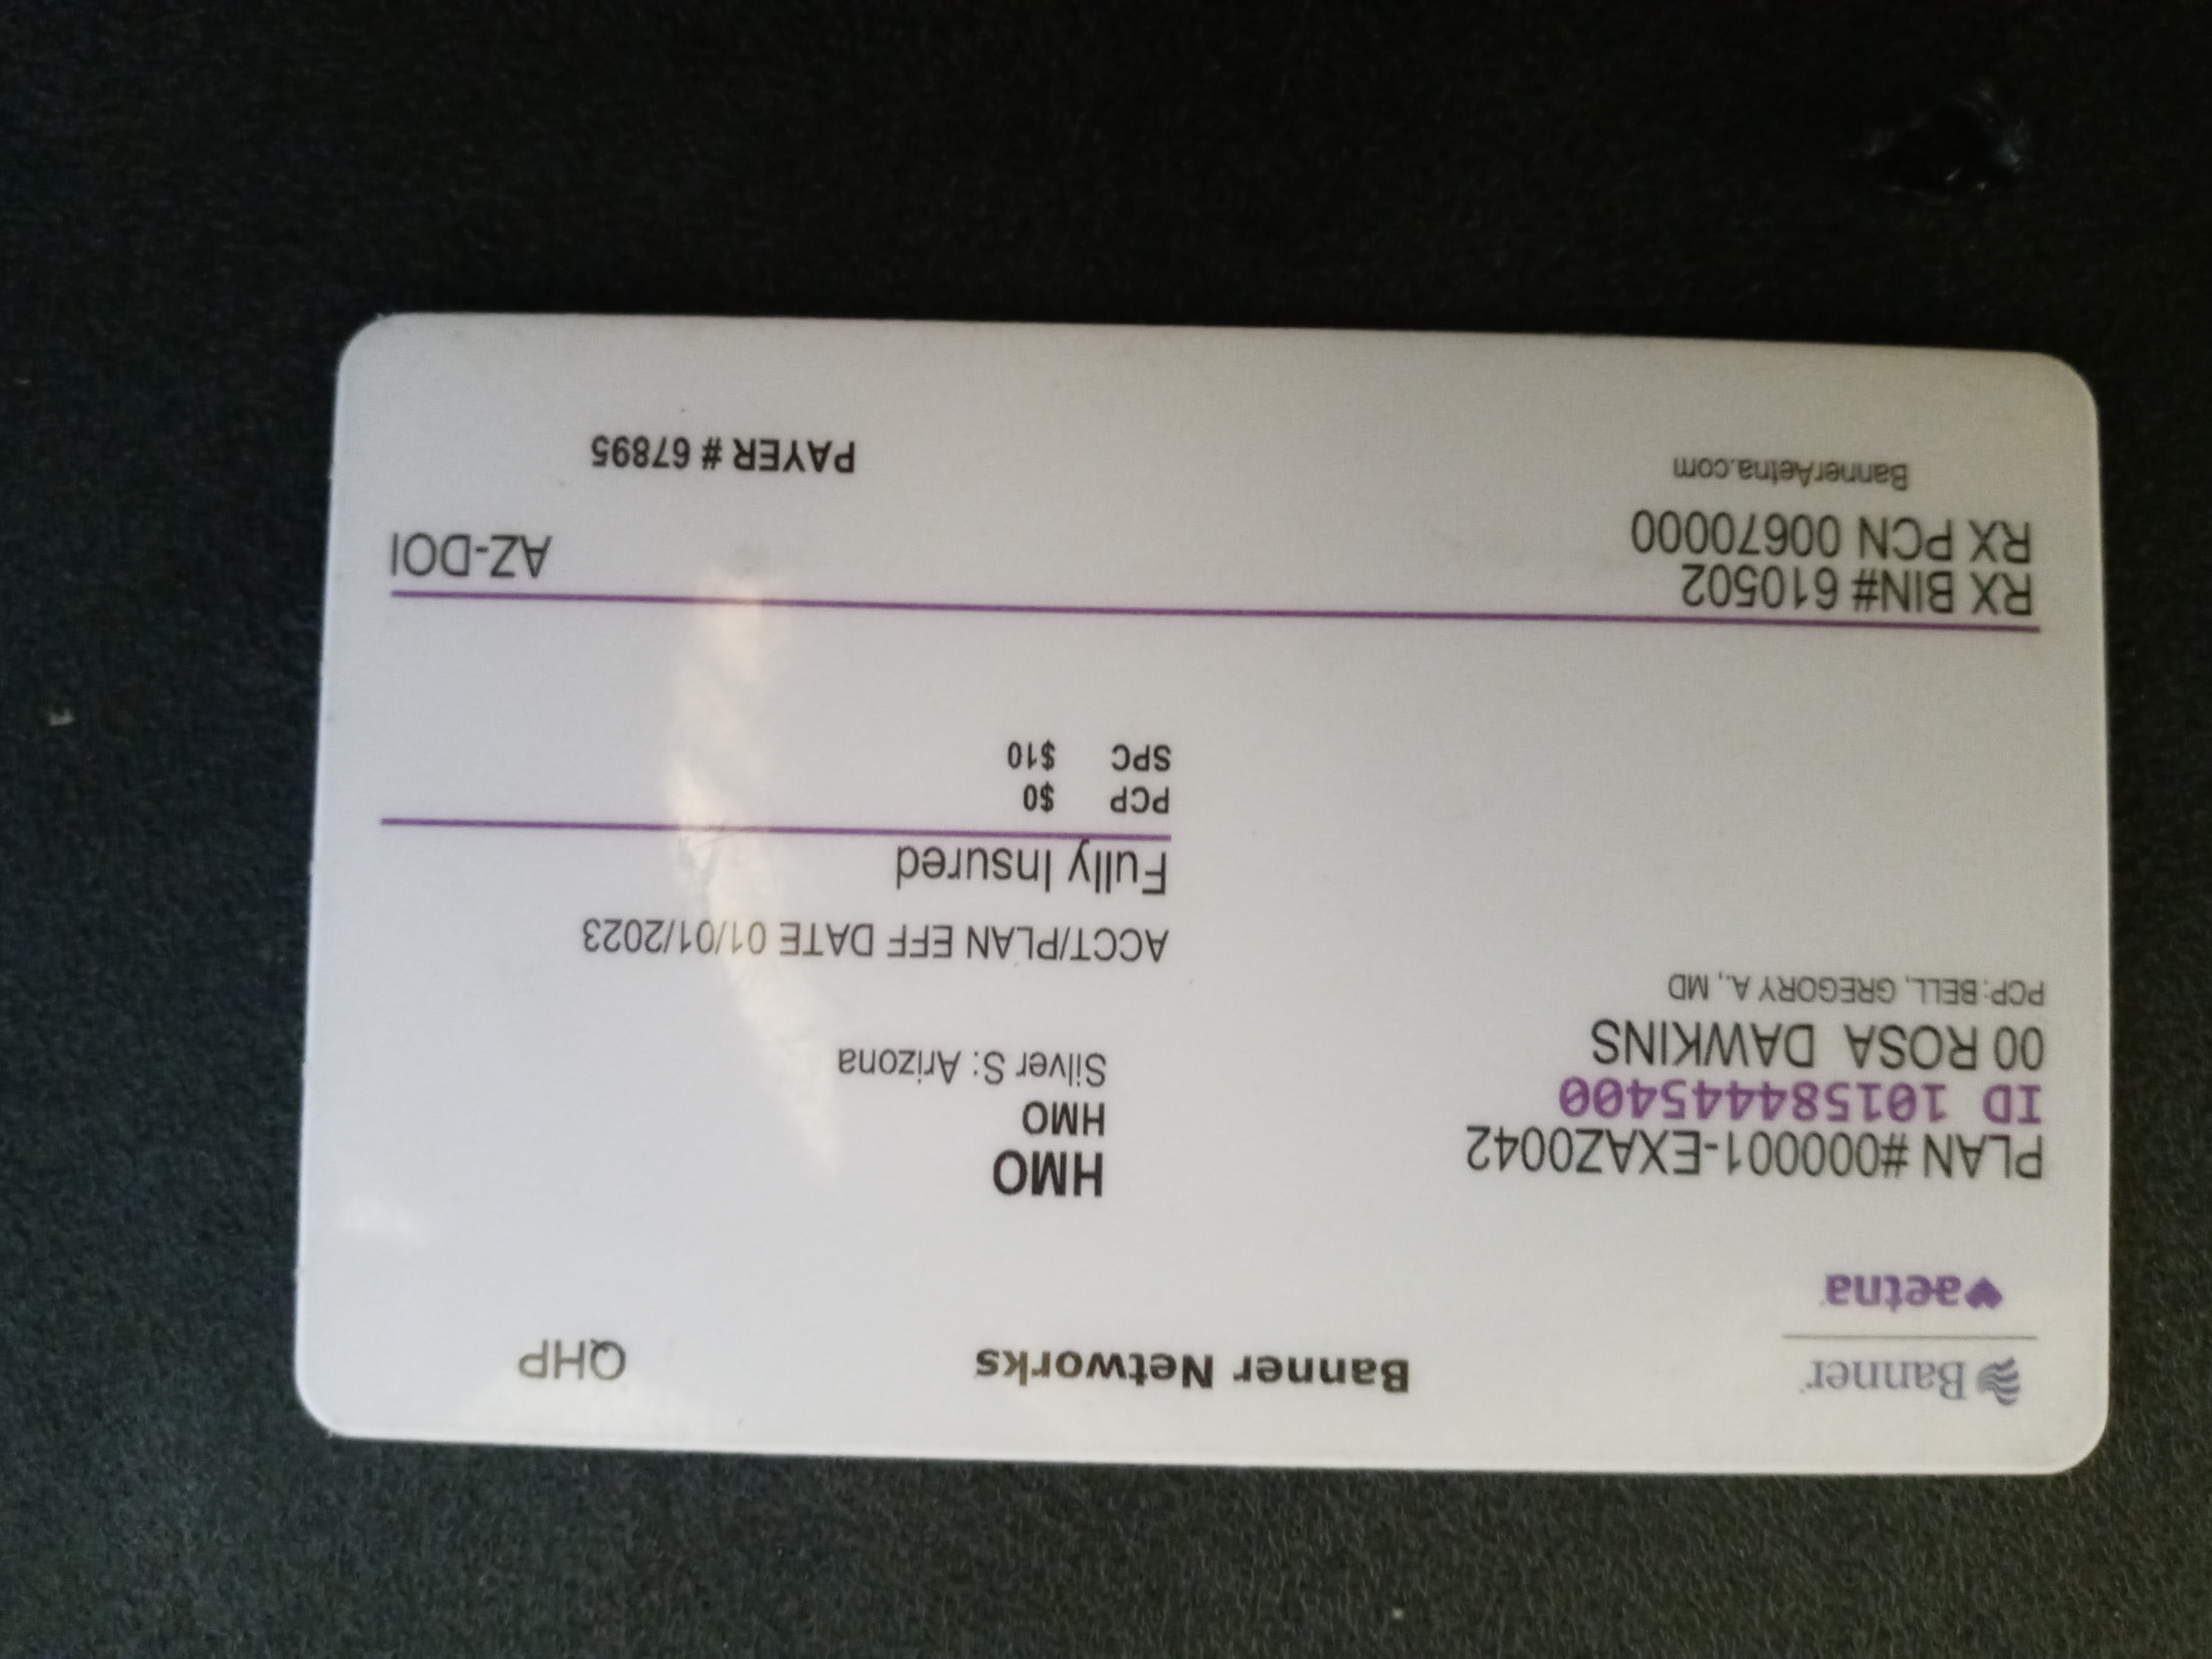 Banner
aetna
Banner Networks
QHP
PLAN #000001-EXAZ0042
ID 101584445400
00 ROSA DAWKINS
PCP: BELL, GREGORY A., MD
HMO
HMO
Silver S: Arizona
ACCT/PLAN EFF DATE 01/01/2023
Fully Insured
PCP $0
SPC $10
RX BIN# 610502
RX PCN 00670000
AZ-DOI
BannerAetna.com
PAYER # 67895